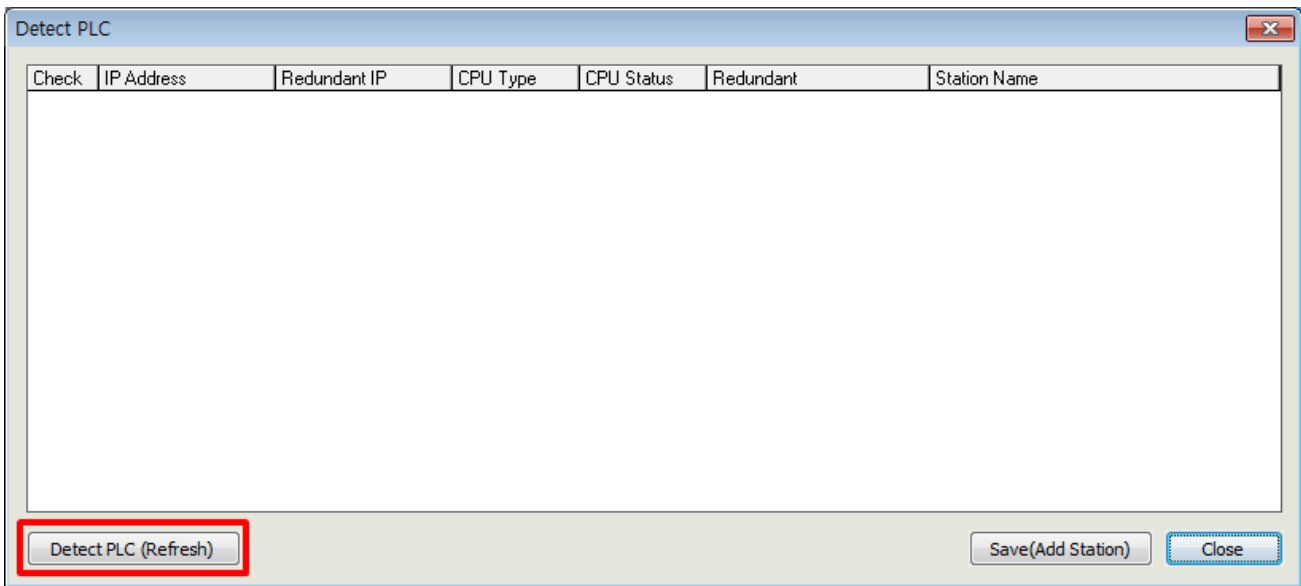 Detect PLC
Check IP Address Redundant IP CPU Type CPU Status Redundant Station Name
Detect PLC (Refresh) Save(Add Station) Close